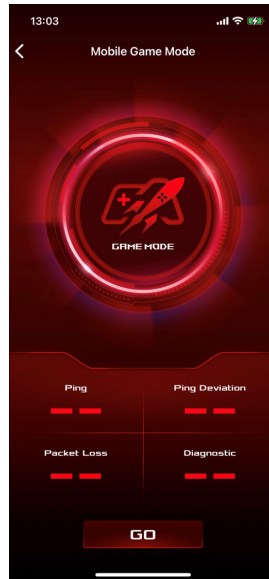 13:03
Mobile Game Mode
GAME MODE
Ping
Ping Deviation
-- --
Packet Loss
Diagnostic
-- --
GO